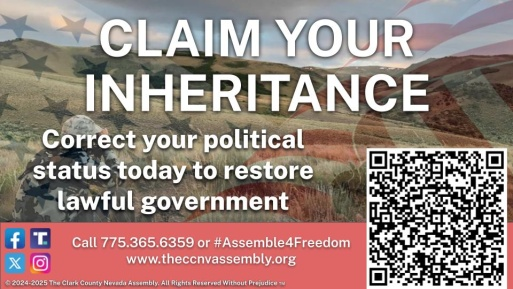 CLAIM YOUR
INHERITANCE
Correct your political
status today to restore
lawful government
Call 775.365.6359 or #Assemble4Freedom
www.theccnvassembly.org
© 2024-2025 The Clark County Nevada Assembly. All Rights Reserved Without Prejudice ™